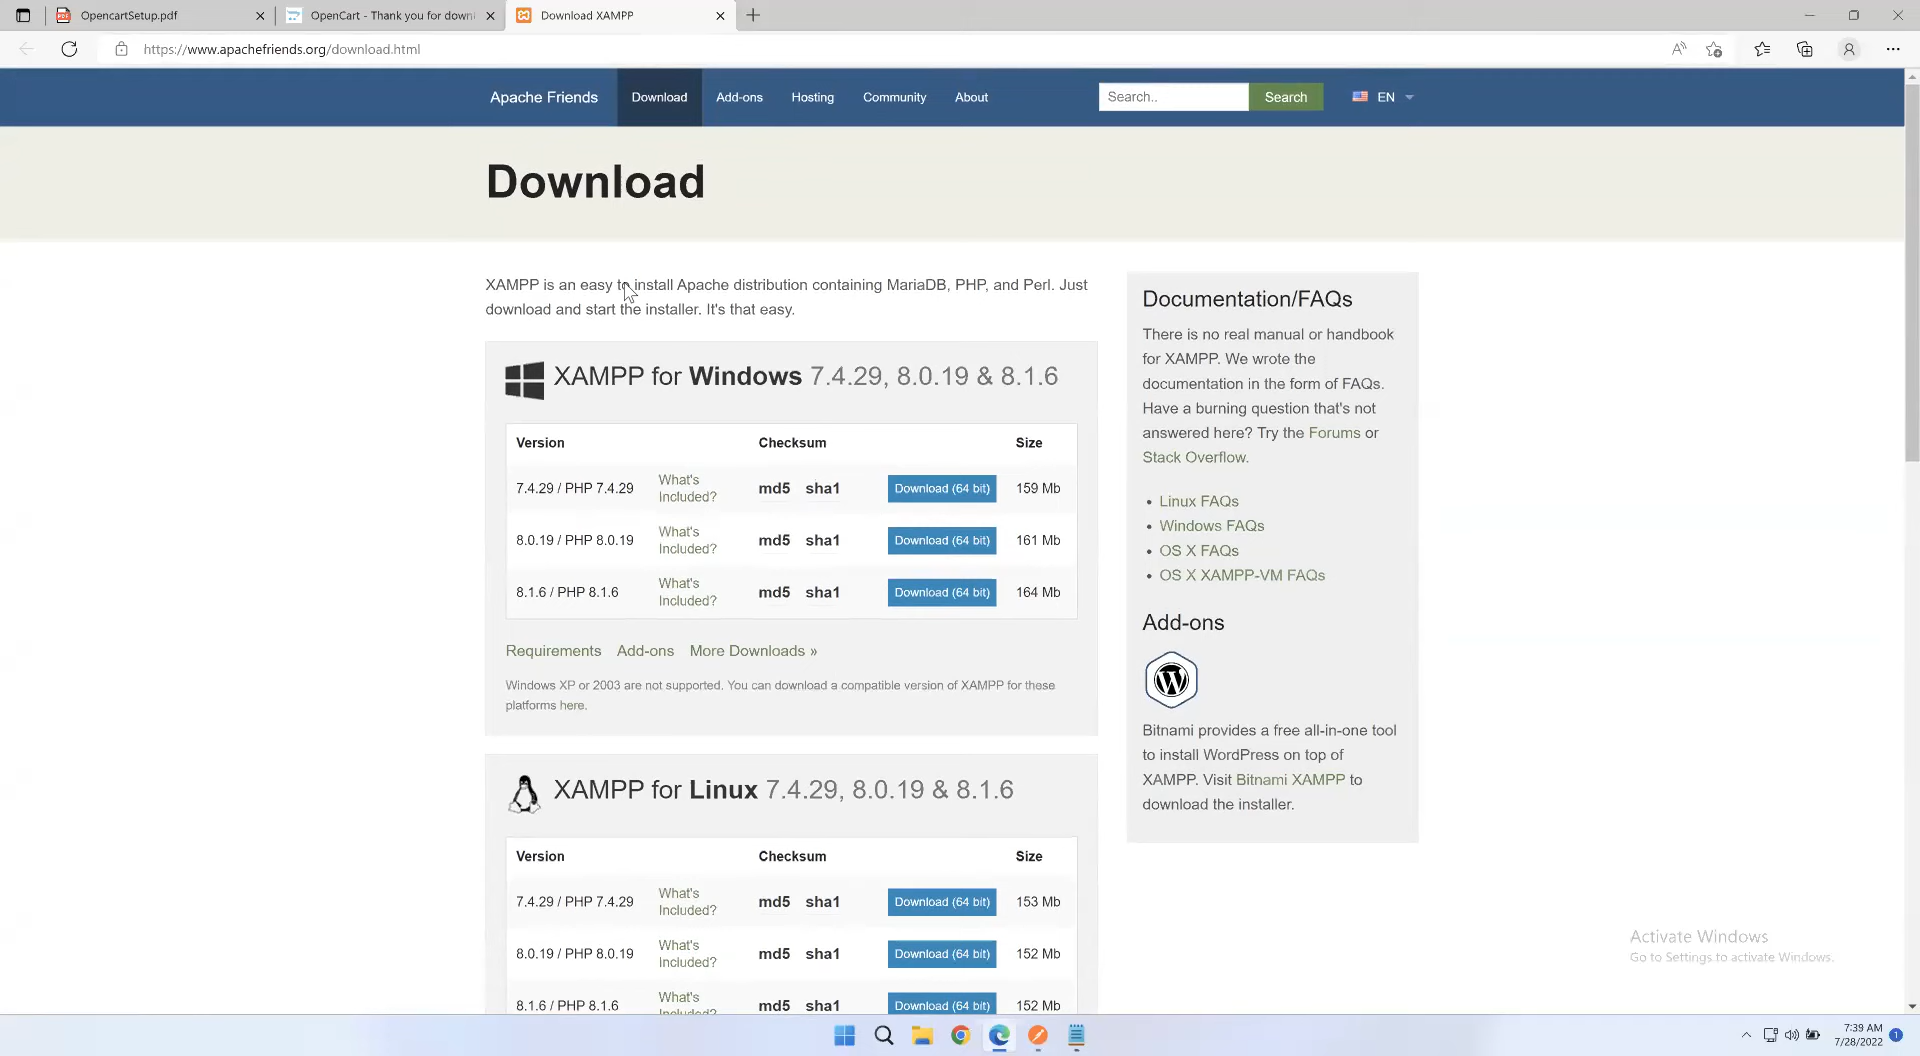 OpencartSetup.pdf
OpenCart - Thank you for down
Download XAMPP
https://www.apachefriends.org/download.html
Apache Friends
Download
Add-ons
Hosting
Community
About
Search..
Search
EN
Download
XAMPP is an easy to install Apache distribution containing MariaDB, PHP, and Perl. Just
download and start the installer. It's that easy.
XAMPP for Windows 7.4.29, 8.0.19 & 8.1.6
Version Checksum Size
7.4.29 / PHP 7.4.29 What's Included? md5 sha1 Download (64 bit) 159 Mb
8.0.19 / PHP 8.0.19 What's Included? md5 sha1 Download (64 bit) 161 Mb
8.1.6 / PHP 8.1.6 What's Included? md5 sha1 Download (64 bit) 164 Mb
Requirements Add-ons More Downloads »
Windows XP or 2003 are not supported. You can download a compatible version of XAMPP for these
platforms here.
XAMPP for Linux 7.4.29, 8.0.19 & 8.1.6
Version Checksum Size
7.4.29 / PHP 7.4.29 What's Included? md5 sha1 Download (64 bit) 153 Mb
8.0.19 / PHP 8.0.19 What's Included? md5 sha1 Download (64 bit) 152 Mb
8.1.6 / PHP 8.1.6 What's Included? md5 sha1 Download (64 bit) 152 Mb
Documentation/FAQs
There is no real manual or handbook
for XAMPP. We wrote the
documentation in the form of FAQs.
Have a burning question that's not
answered here? Try the Forums or
Stack Overflow.
• Linux FAQs
• Windows FAQs
• OS X FAQs
• OS X XAMPP-VM FAQs
Add-ons
Bitnami provides a free all-in-one tool
to install WordPress on top of
XAMPP. Visit Bitnami XAMPP to
download the installer.
Activate Windows
Go to Settings to activate Windows.
7:39 AM
7/28/2022
1